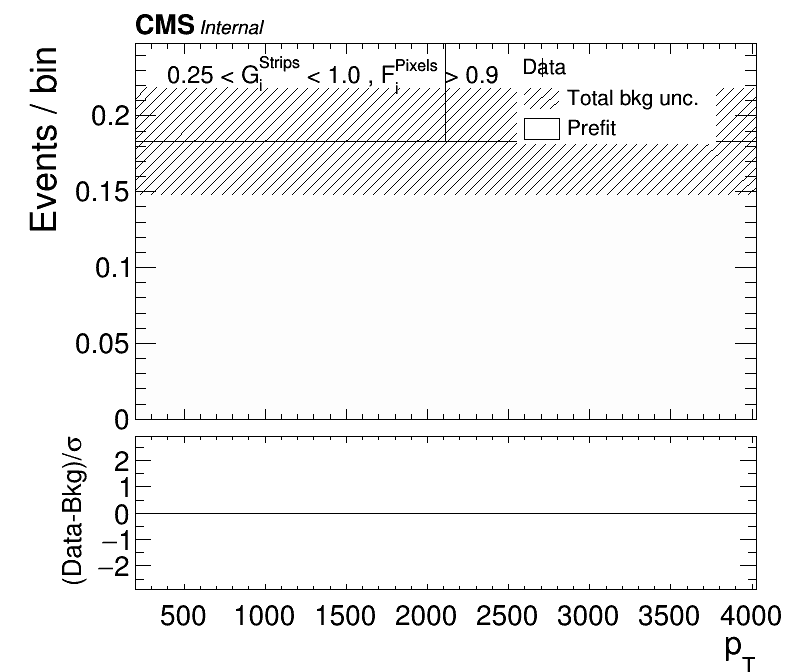 CMS Internal
0.25 < G_i^Strips < 1.0 , F_i^Pixels > 0.9
Data
Total bkg unc.
Prefit
Events / bin
0.2
0.15
0.1
0.05
0
(Data-Bkg)/σ
2
1
0
−1
−2
500 1000 1500 2000 2500 3000 3500 4000
p_T